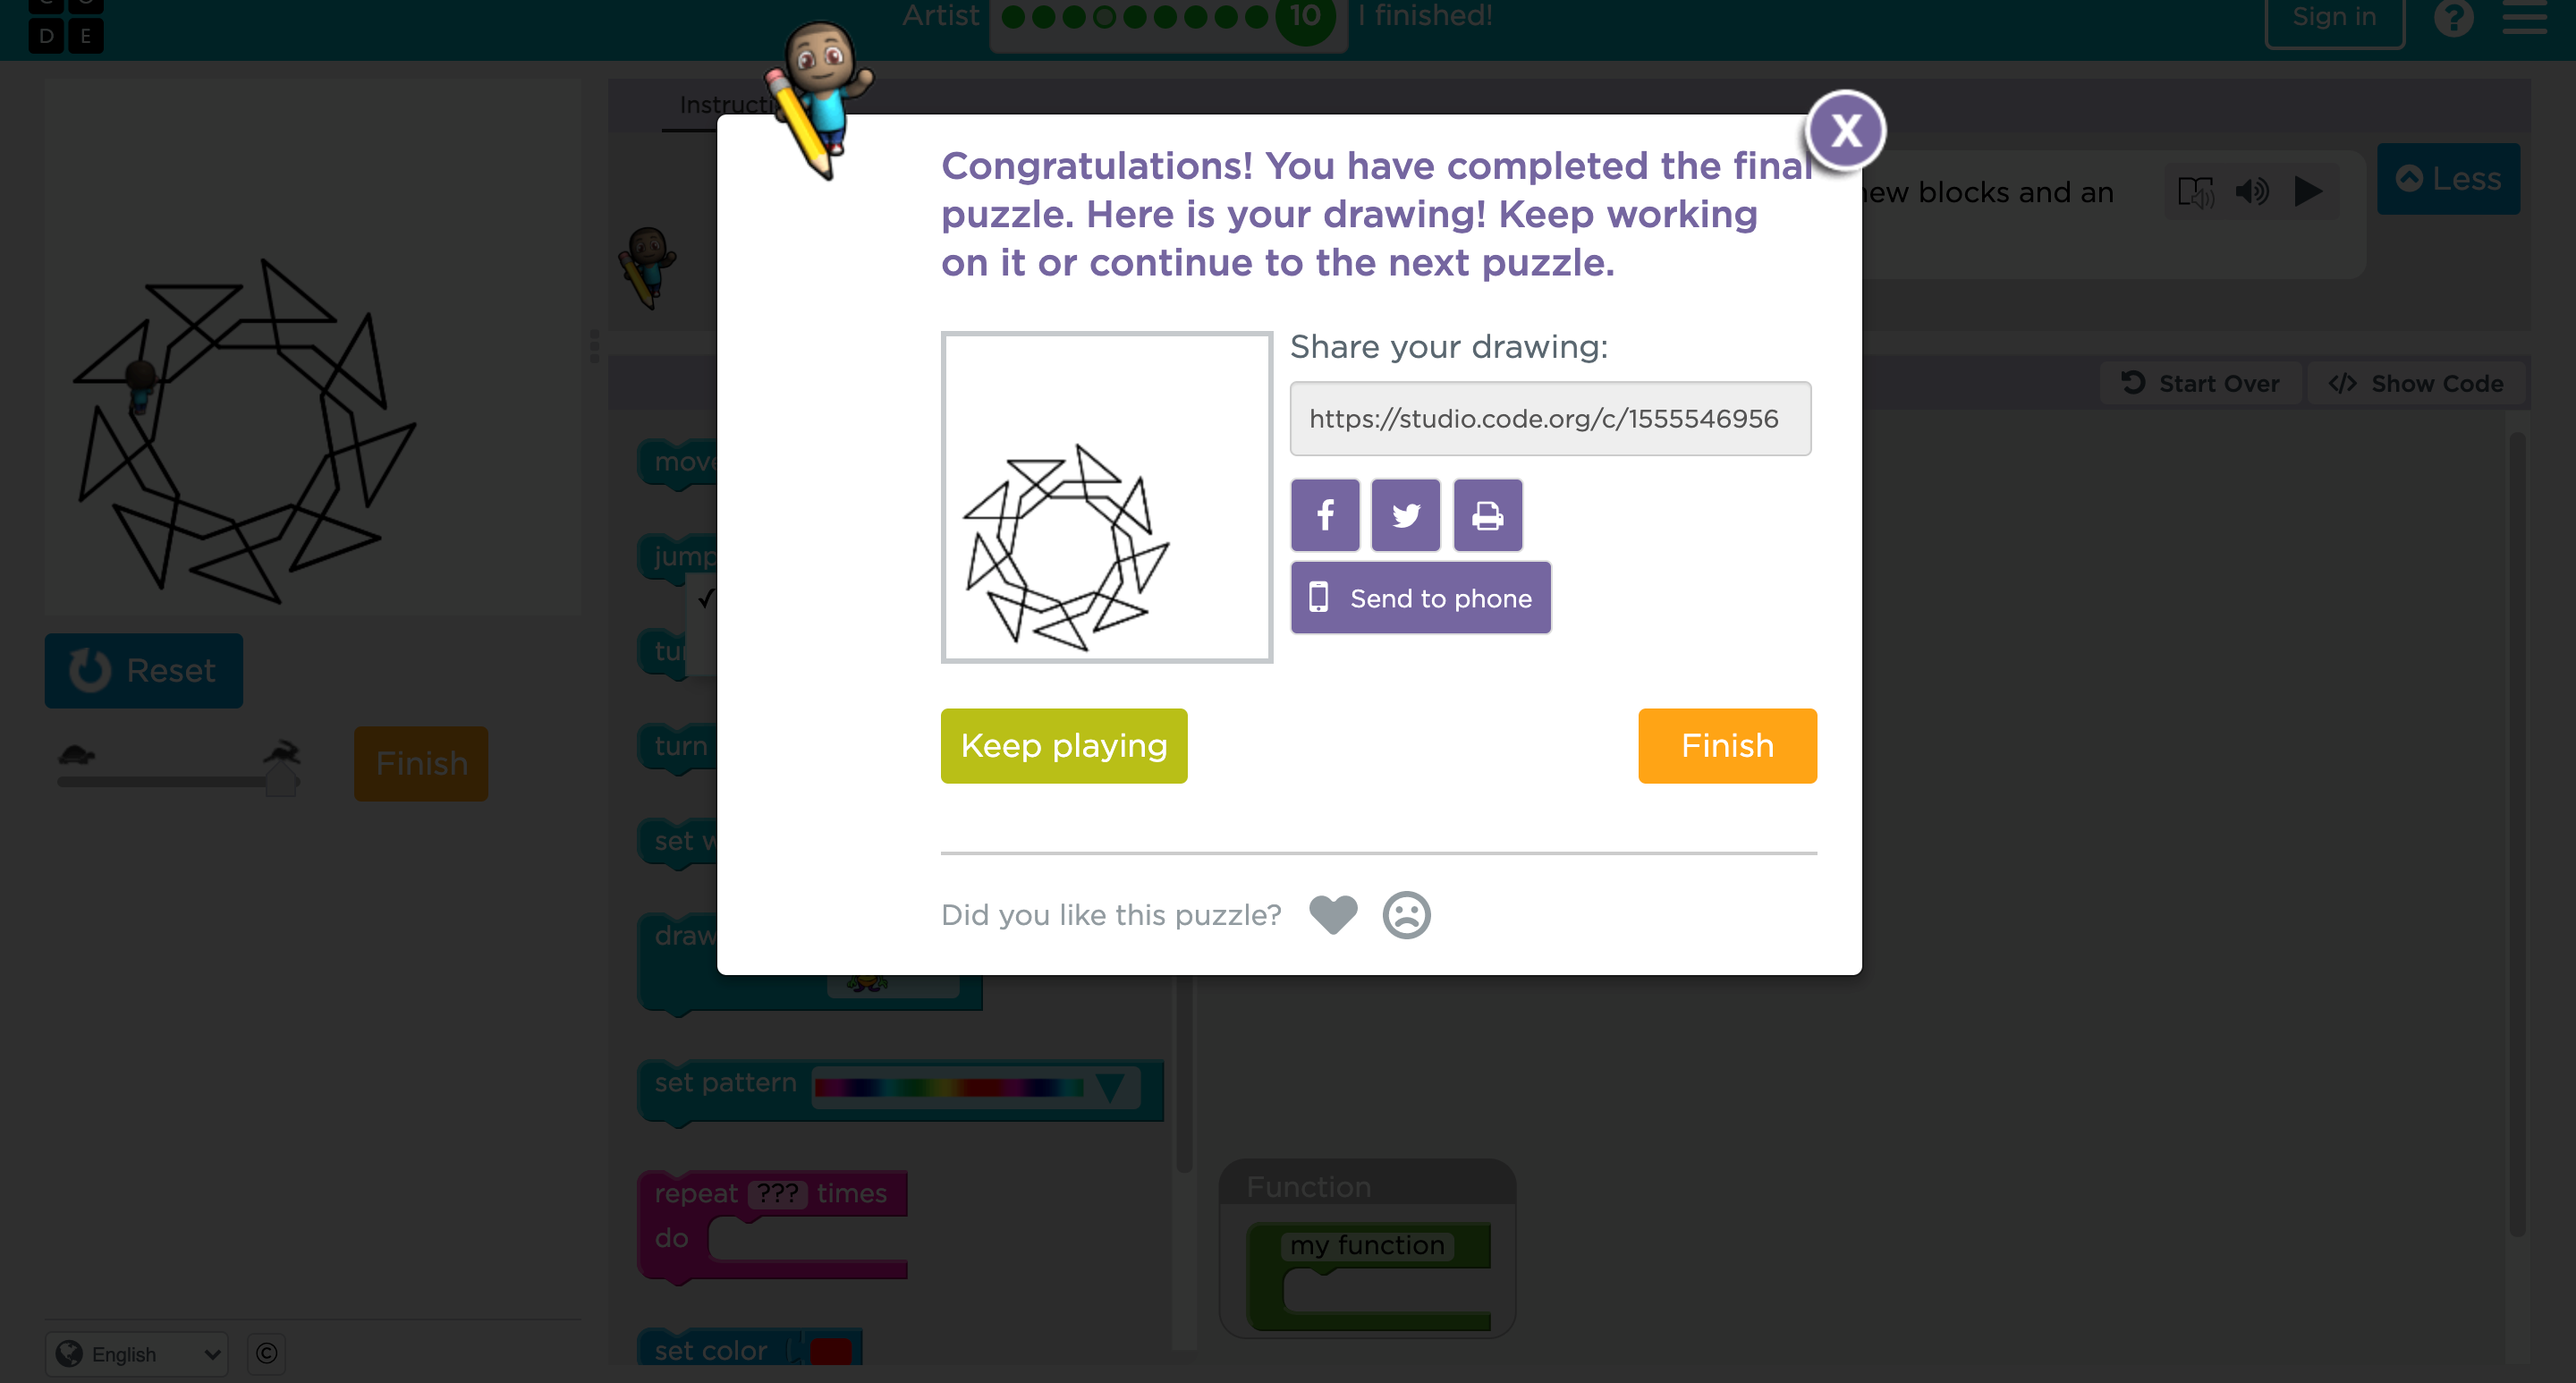 D E
Artist
10
I finished!
Sign in
?
Instructi
new blocks and an
Less
X
Congratulations! You have completed the final
puzzle. Here is your drawing! Keep working
on it or continue to the next puzzle.
Share your drawing:
https://studio.code.org/c/1555546956
Send to phone
Keep playing
Finish
Did you like this puzzle?
Start Over
</> Show Code
Reset
Finish
move
jump
tu
turn
set w
draw
set pattern
repeat ??? times
do
set color
Function
my function
English
©